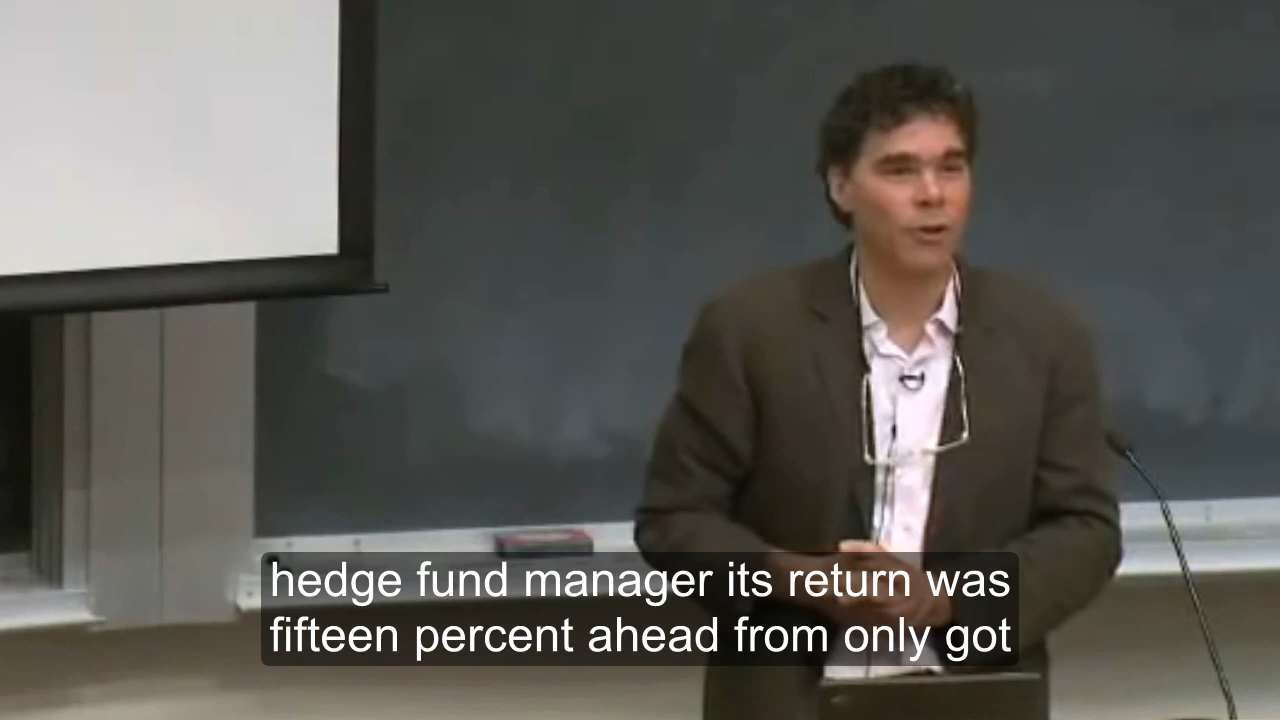 hedge fund manager its return was
fifteen percent ahead from only got